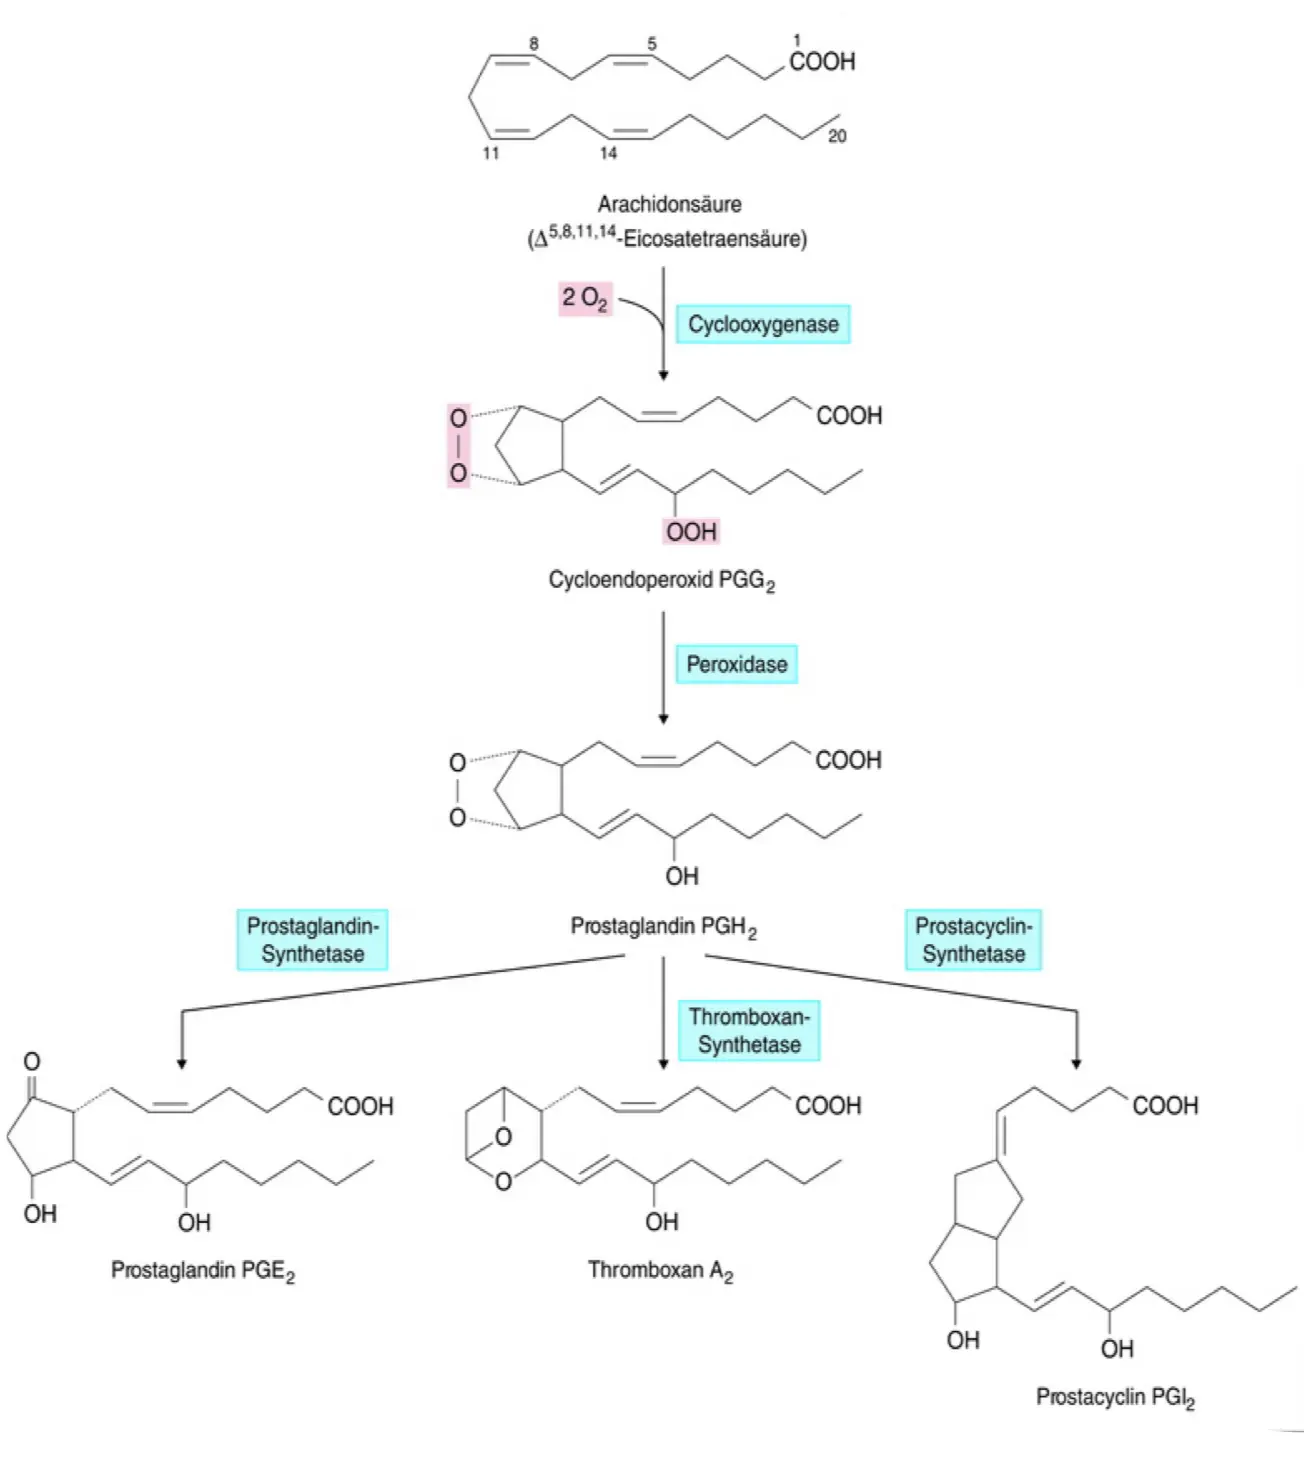 8 5 1
COOH
11 14 20
Arachidonsäure
(Δ5,8,11,14-Eicosatetraensäure)
2 O2
Cyclooxygenase
O
COOH
O
OOH
Cycloendoperoxid PGG2
Peroxidase
O
COOH
O
OH
Prostaglandin PGH2
Prostaglandin-
Synthetase
Prostacyclin-
Synthetase
Thromboxan-
Synthetase
O
COOH
OH
OH
Prostaglandin PGE2
COOH
O
O
OH
Thromboxan A2
COOH
OH
OH
Prostacyclin PGI2